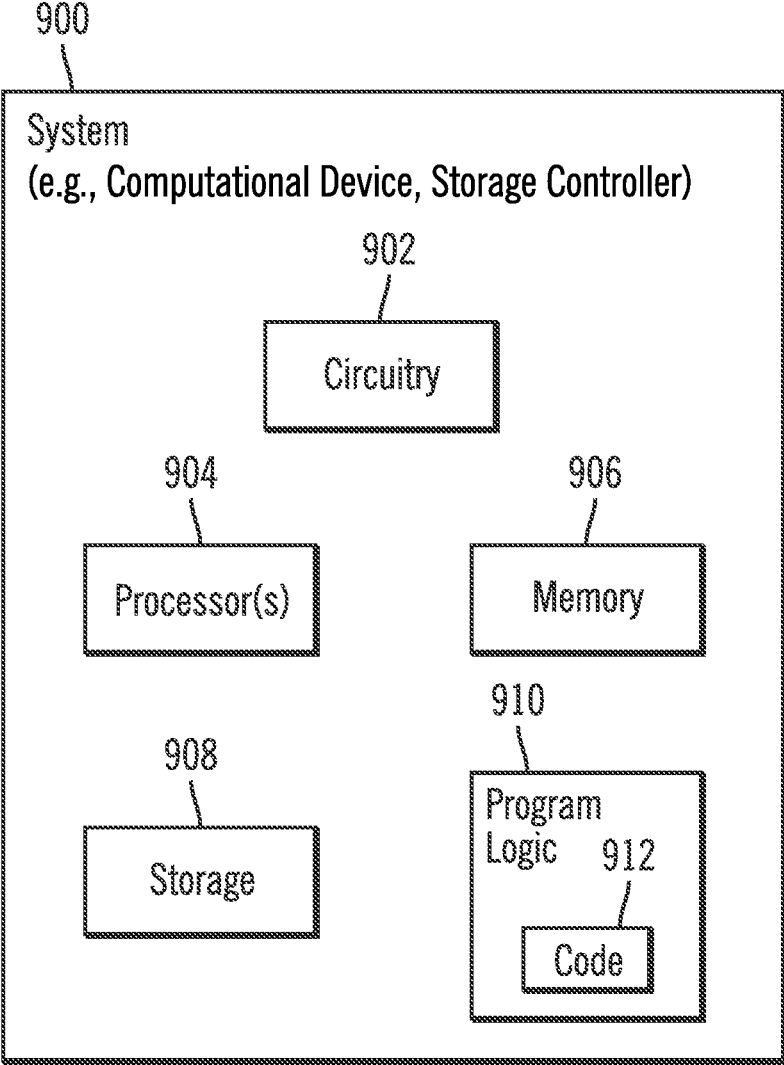 900
System
(e.g., Computational Device, Storage Controller)
902
Circuitry
904
Processor(s)
906
Memory
908
Storage
910
Program
Logic
912
Code